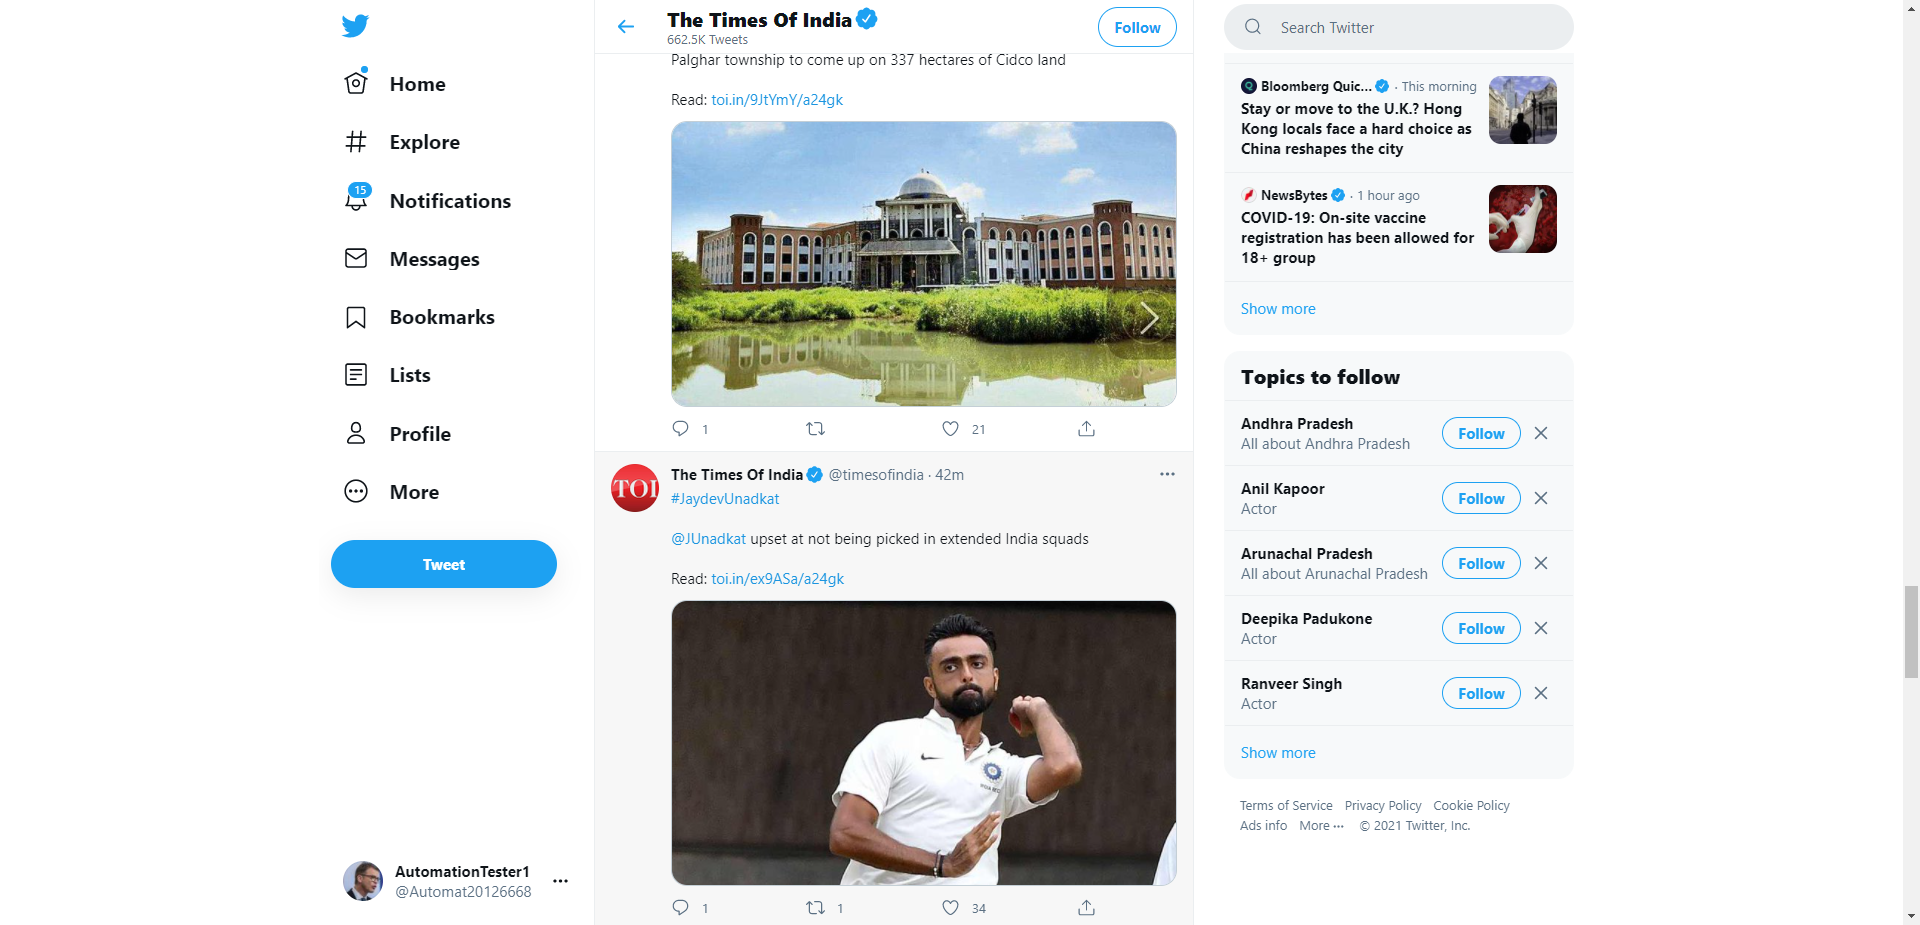 Home
Explore
15
Notifications
Messages
Bookmarks
Lists
Profile
More
Tweet
AutomationTester1
@Automat20126668
The Times Of India
662.5K Tweets
Follow
Palghar township to come up on 337 hectares of Cidco land
Read: toi.in/9JtYmY/a24gk
1
21
TOI
The Times Of India @timesofindia · 42m
#JaydevUnadkat
@JUnadkat upset at not being picked in extended India squads
Read: toi.in/ex9ASa/a24gk
1
1
34
Search Twitter
Bloomberg Quic... · This morning
Stay or move to the U.K.? Hong
Kong locals face a hard choice as
China reshapes the city
NewsBytes · 1 hour ago
COVID-19: On-site vaccine
registration has been allowed for
18+ group
Show more
Topics to follow
Andhra Pradesh
All about Andhra Pradesh
Follow
Anil Kapoor
Actor
Follow
Arunachal Pradesh
All about Arunachal Pradesh
Follow
Deepika Padukone
Actor
Follow
Ranveer Singh
Actor
Follow
Show more
Terms of Service Privacy Policy Cookie Policy
Ads info More ··· © 2021 Twitter, Inc.